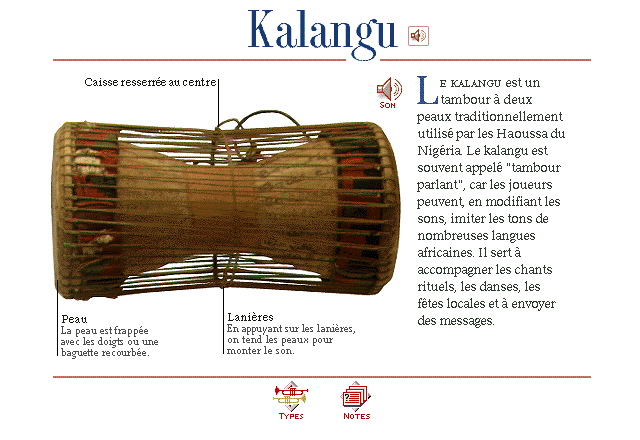 Kalangu
Caisse resserrée au centre
SON
LE KALANGU est un
tambour à deux
peaux traditionnellement
utilisé par les Haoussa du
Nigéria. Le kalangu est
souvent appelé "tambour
parlant", car les joueurs
peuvent, en modifiant les
sons, imiter les tons de
nombreuses langues
africaines. Il sert à
accompagner les chants
rituels, les danses, les
fêtes locales et à envoyer
des messages.
Peau
La peau est frappée
avec les doigts ou une
baguette recourbée.
Lanières
En appuyant sur les lanières,
on tend les peaux pour
monter le son.
TYPES
NOTES